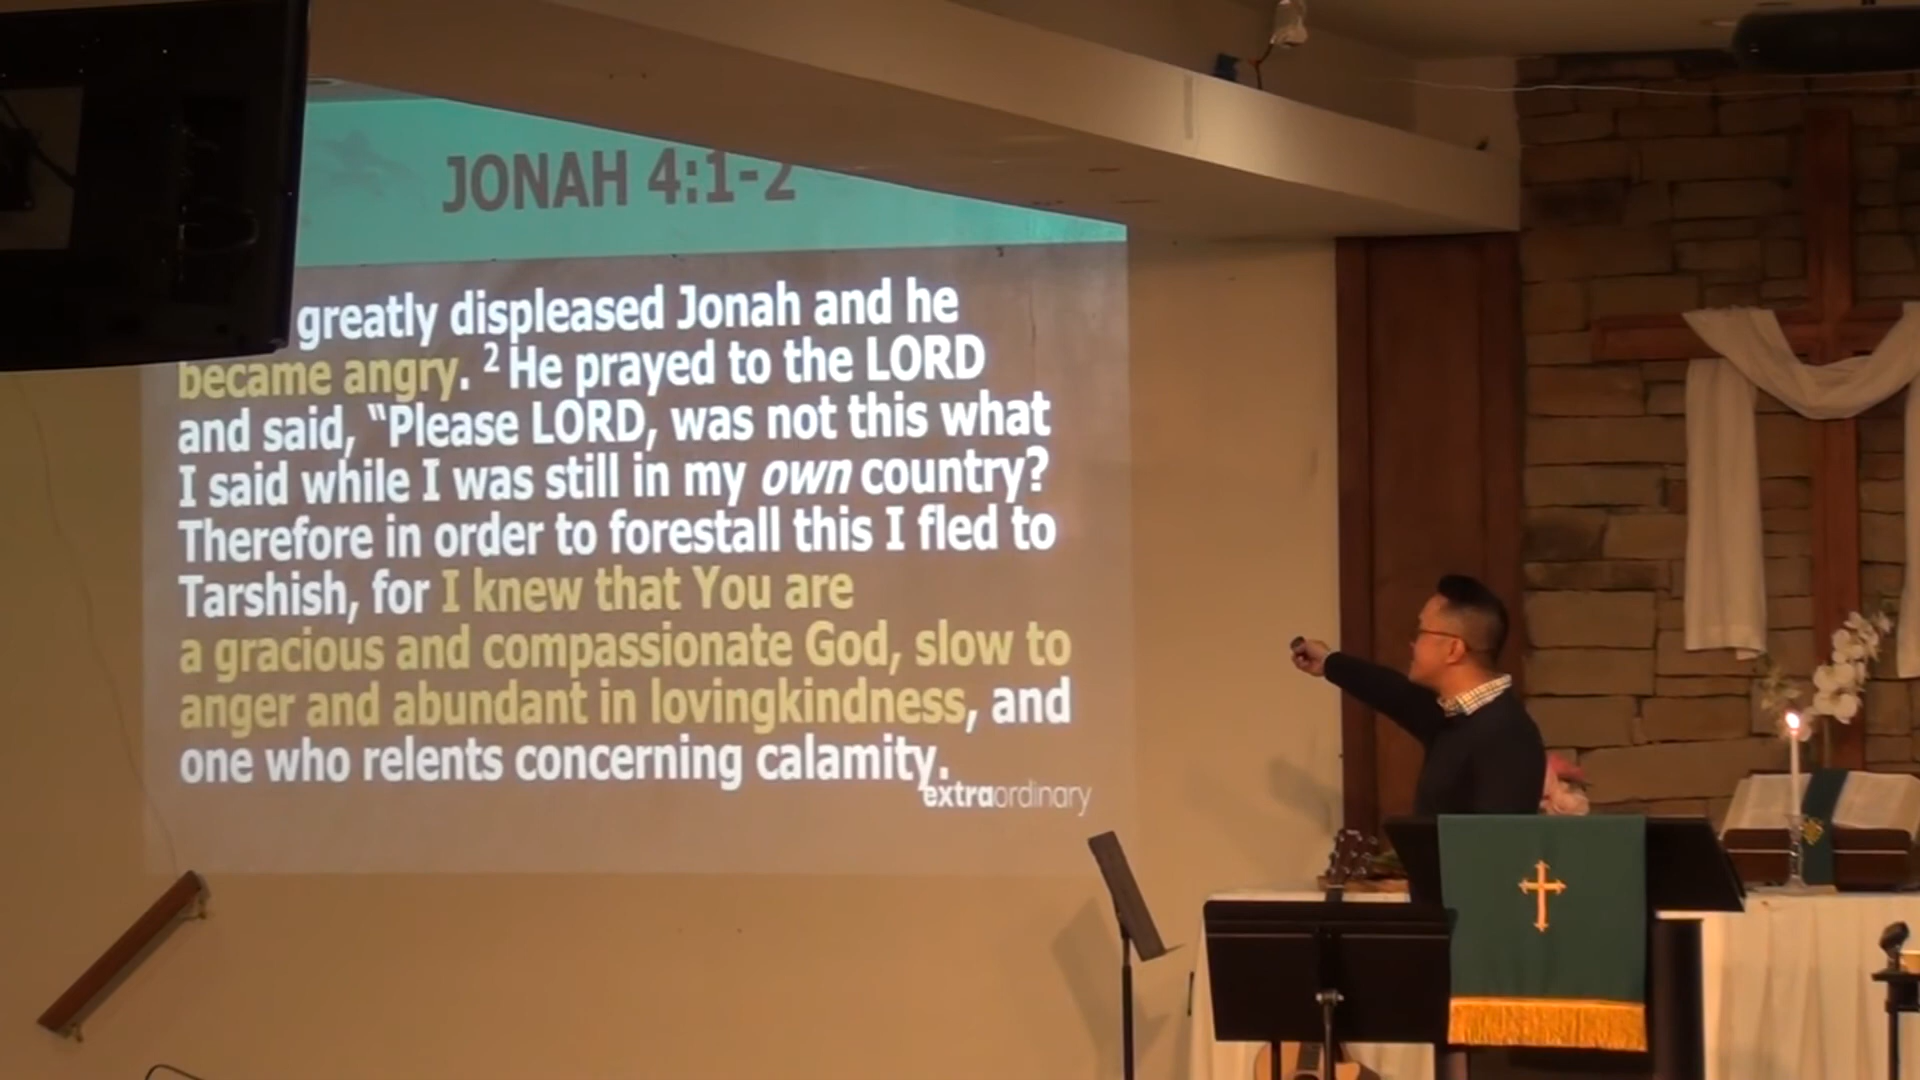 JONAH 4:1-2
greatly displeased Jonah and he
became angry. 2 He prayed to the LORD
and said, “Please LORD, was not this what
I said while I was still in my own country?
Therefore in order to forestall this I fled to
Tarshish, for I knew that You are
a gracious and compassionate God, slow to
anger and abundant in lovingkindness, and
one who relents concerning calamity.
extraordinary